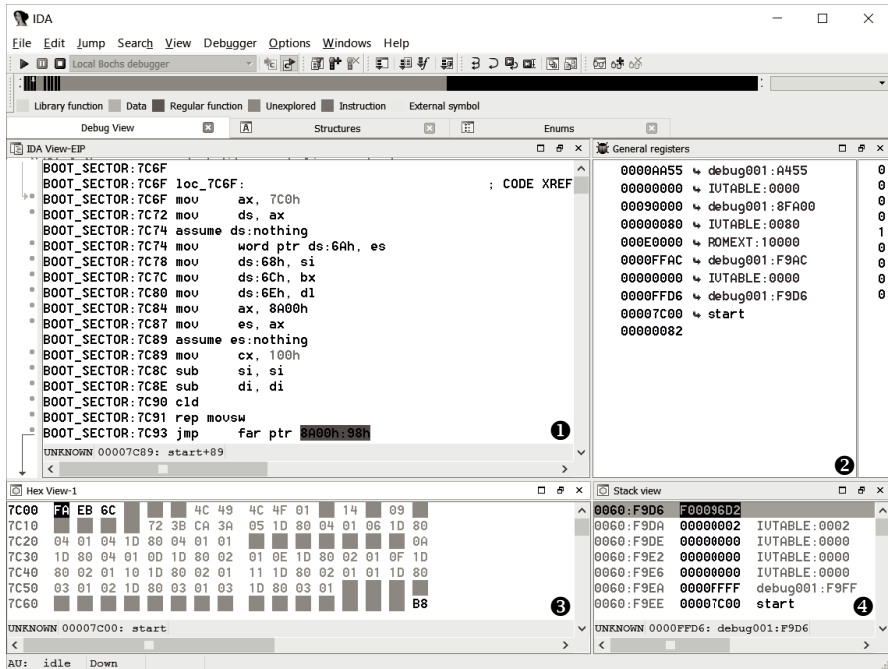 IDA
File Edit Jump Search View Debugger Options Windows Help
Local Bochs debugger
Library function Data Regular function Unexplored Instruction External symbol
Debug View Structures Enums
IDA View-EIP
BOOT_SECTOR:7C6F
BOOT_SECTOR:7C6F loc_7C6F: ; CODE XREF
BOOT_SECTOR:7C6F mov ax, 7C0h
BOOT_SECTOR:7C72 mov ds, ax
BOOT_SECTOR:7C74 assume ds:nothing
BOOT_SECTOR:7C74 mov word ptr ds:6Ah, es
BOOT_SECTOR:7C78 mov ds:68h, si
BOOT_SECTOR:7C7C mov ds:6Ch, bx
BOOT_SECTOR:7C80 mov ds:6Eh, dl
BOOT_SECTOR:7C84 mov ax, 8A00h
BOOT_SECTOR:7C87 mov es, ax
BOOT_SECTOR:7C89 assume es:nothing
BOOT_SECTOR:7C89 mov cx, 100h
BOOT_SECTOR:7C8C sub si, si
BOOT_SECTOR:7C8E sub di, di
BOOT_SECTOR:7C90 cld
BOOT_SECTOR:7C91 rep movsw
BOOT_SECTOR:7C93 jmp far ptr 8A00h:98h ❶
UNKNOWN 00007C89: start+89
General registers
0000AA55 ↳ debug001:A455 0
00000000 ↳ IVTABLE:0000 0
00090000 ↳ debug001:8FA00 0
00000080 ↳ IVTABLE:0080 0
000E0000 ↳ ROMEXT:10000 1
0000FFAC ↳ debug001:F9AC 0
00000000 ↳ IVTABLE:0000 0
0000FFD6 ↳ debug001:F9D6 0
00007C00 ↳ start
00000082
❷
Hex View-1
7C00 FA EB 6C 4C 49 4C 4F 01 14 09
7C10 72 3B CA 3A 05 1D 80 04 01 06 1D 80
7C20 04 01 04 1D 80 04 01 01 0A
7C30 1D 80 04 01 0D 1D 80 02 01 0E 1D 80 02 01 0F 1D
7C40 80 02 01 10 1D 80 02 01 11 1D 80 02 01 01 1D 80
7C50 03 01 02 1D 80 03 01 03 1D 80 03 01
7C60 B8 ❸
UNKNOWN 00007C00: start
Stack view
0060:F9D6 F00096D2
0060:F9DA 00000002 IVTABLE:0002
0060:F9DE 00000000 IVTABLE:0000
0060:F9E2 00000000 IVTABLE:0000
0060:F9E6 00000000 IVTABLE:0000
0060:F9EA 0000FFFF debug001:F9FF
0060:F9EE 00007C00 start ❹
UNKNOWN 0000FFD6: debug001:F9D6
AU: idle Down